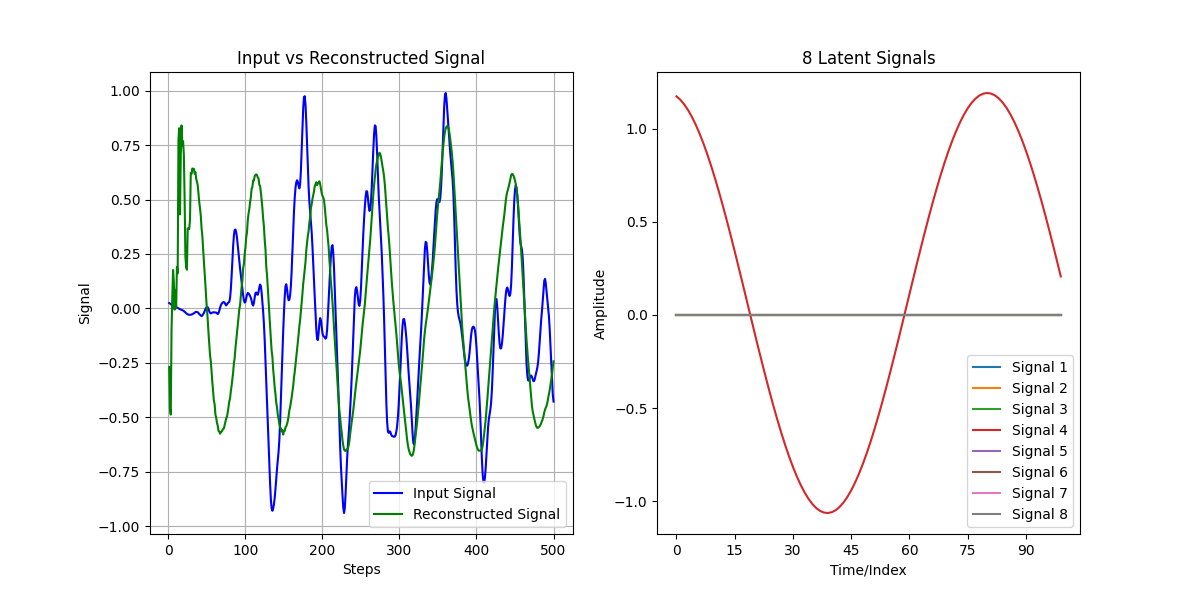 Input vs Reconstructed Signal
Signal
1.00
0.75
0.50
0.25
0.00
−0.25
−0.50
−0.75
−1.00
0 100 200 300 400 500
Steps
Input Signal
Reconstructed Signal
8 Latent Signals
Amplitude
1.0
0.5
0.0
−0.5
−1.0
0 15 30 45 60 75 90
Time/Index
Signal 1
Signal 2
Signal 3
Signal 4
Signal 5
Signal 6
Signal 7
Signal 8